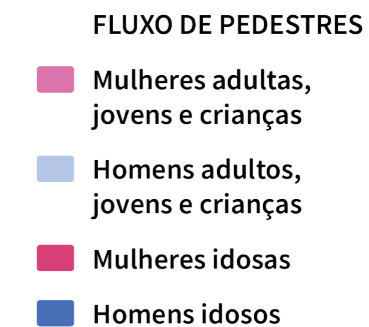 FLUXO DE PEDESTRES
Mulheres adultas,
jovens e crianças
Homens adultos,
jovens e crianças
Mulheres idosas
Homens idosos